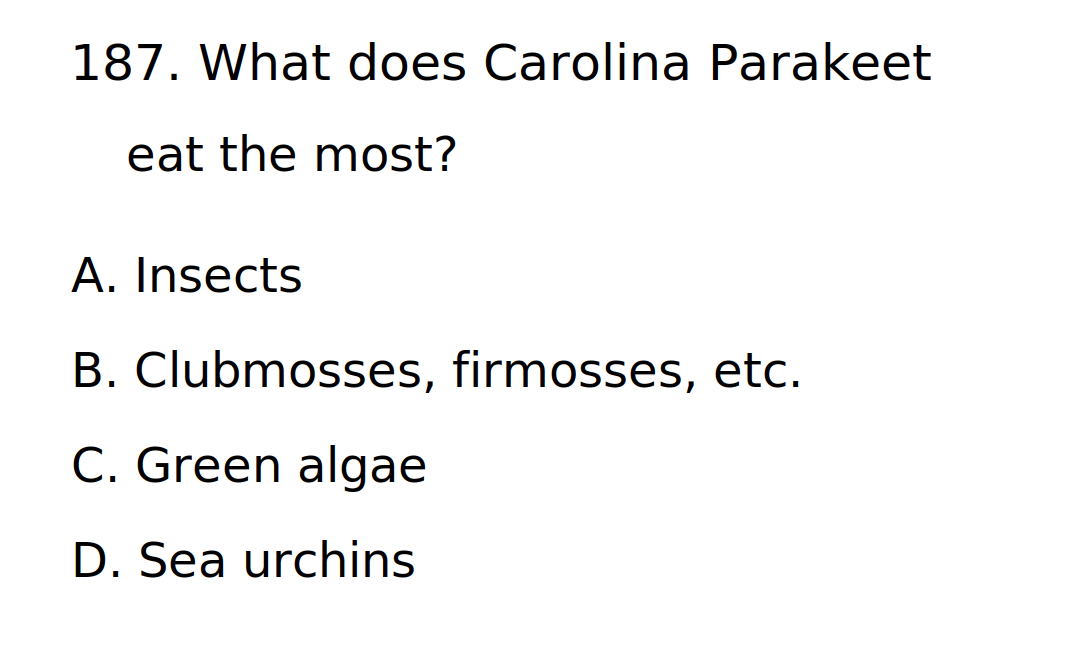 187. What does Carolina Parakeet
eat the most?
A. Insects
B. Clubmosses, firmosses, etc.
C. Green algae
D. Sea urchins